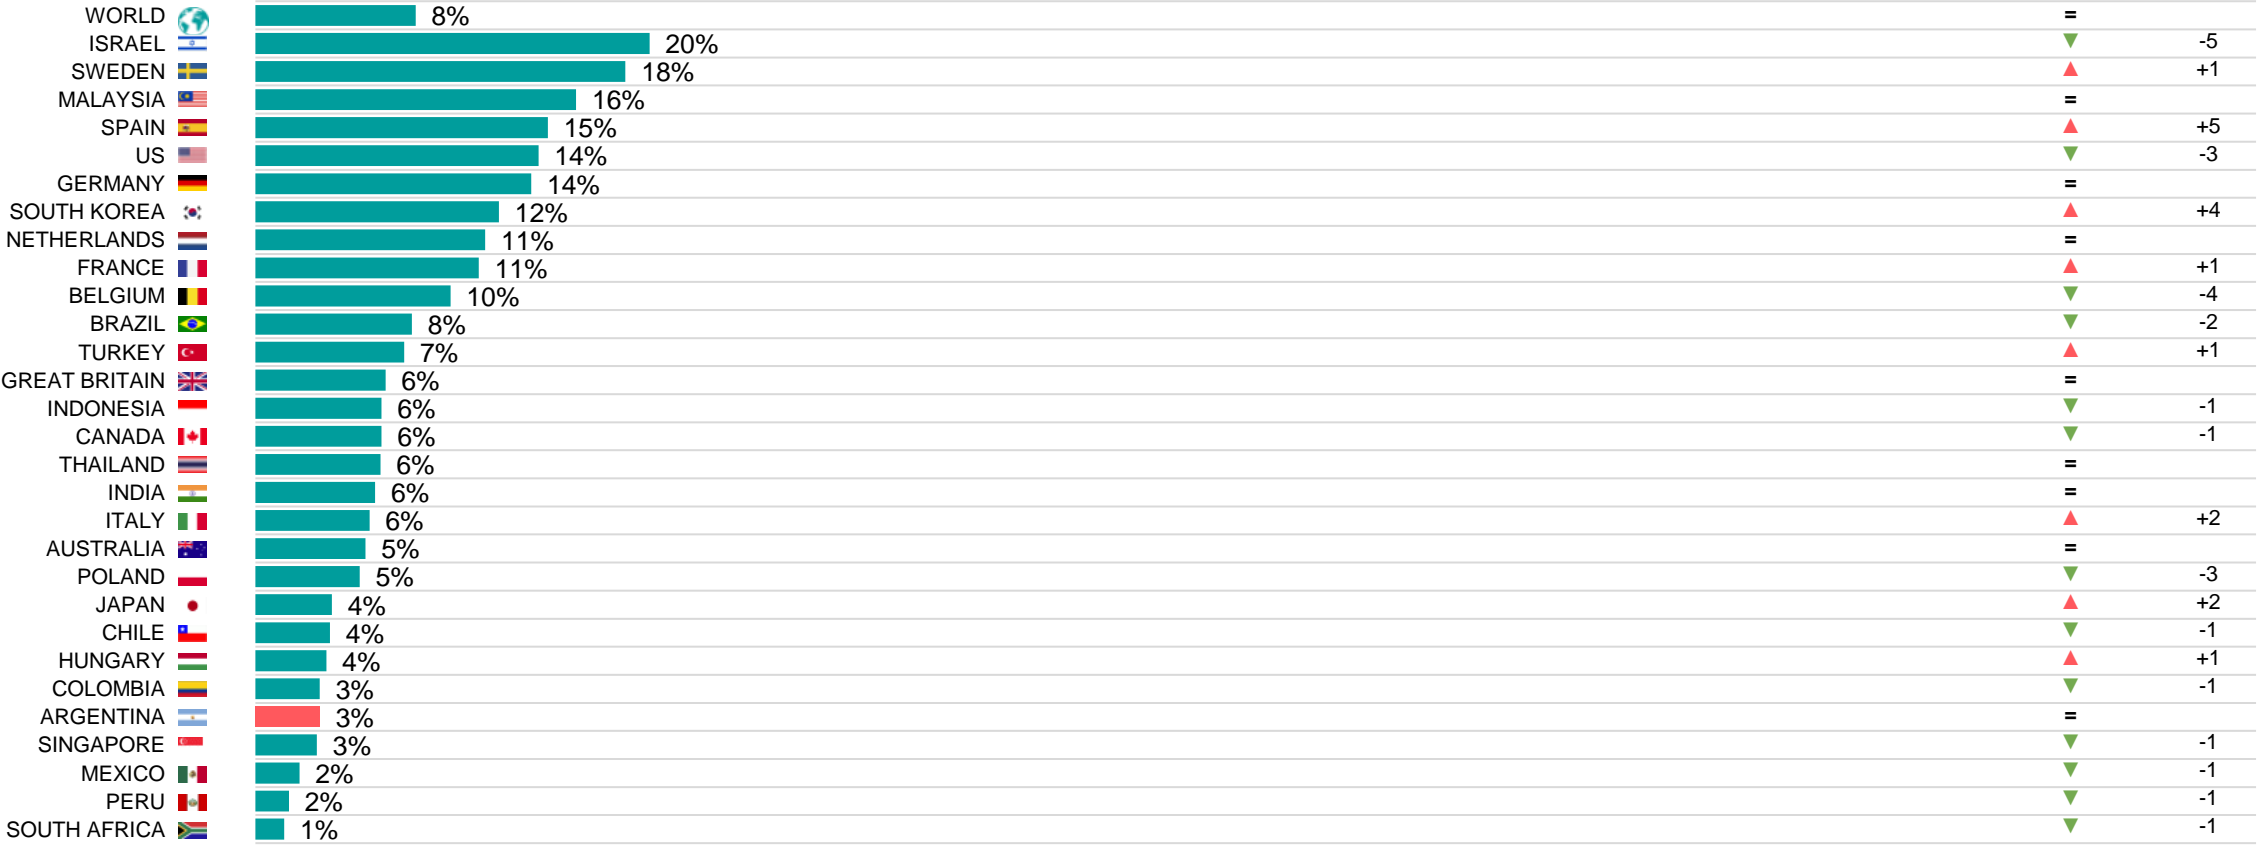 WORLD 8% =
ISRAEL 20% ▼ -5
SWEDEN 18% ▲ +1
MALAYSIA 16% =
SPAIN 15% ▲ +5
US 14% ▼ -3
GERMANY 14% =
SOUTH KOREA 12% ▲ +4
NETHERLANDS 11% =
FRANCE 11% ▲ +1
BELGIUM 10% ▼ -4
BRAZIL 8% ▼ -2
TURKEY 7% ▲ +1
GREAT BRITAIN 6% =
INDONESIA 6% ▼ -1
CANADA 6% ▼ -1
THAILAND 6% =
INDIA 6% =
ITALY 6% ▲ +2
AUSTRALIA 5% =
POLAND 5% ▼ -3
JAPAN 4% ▲ +2
CHILE 4% ▼ -1
HUNGARY 4% ▲ +1
COLOMBIA 3% ▼ -1
ARGENTINA 3% =
SINGAPORE 3% ▼ -1
MEXICO 2% ▼ -1
PERU 2% ▼ -1
SOUTH AFRICA 1% ▼ -1